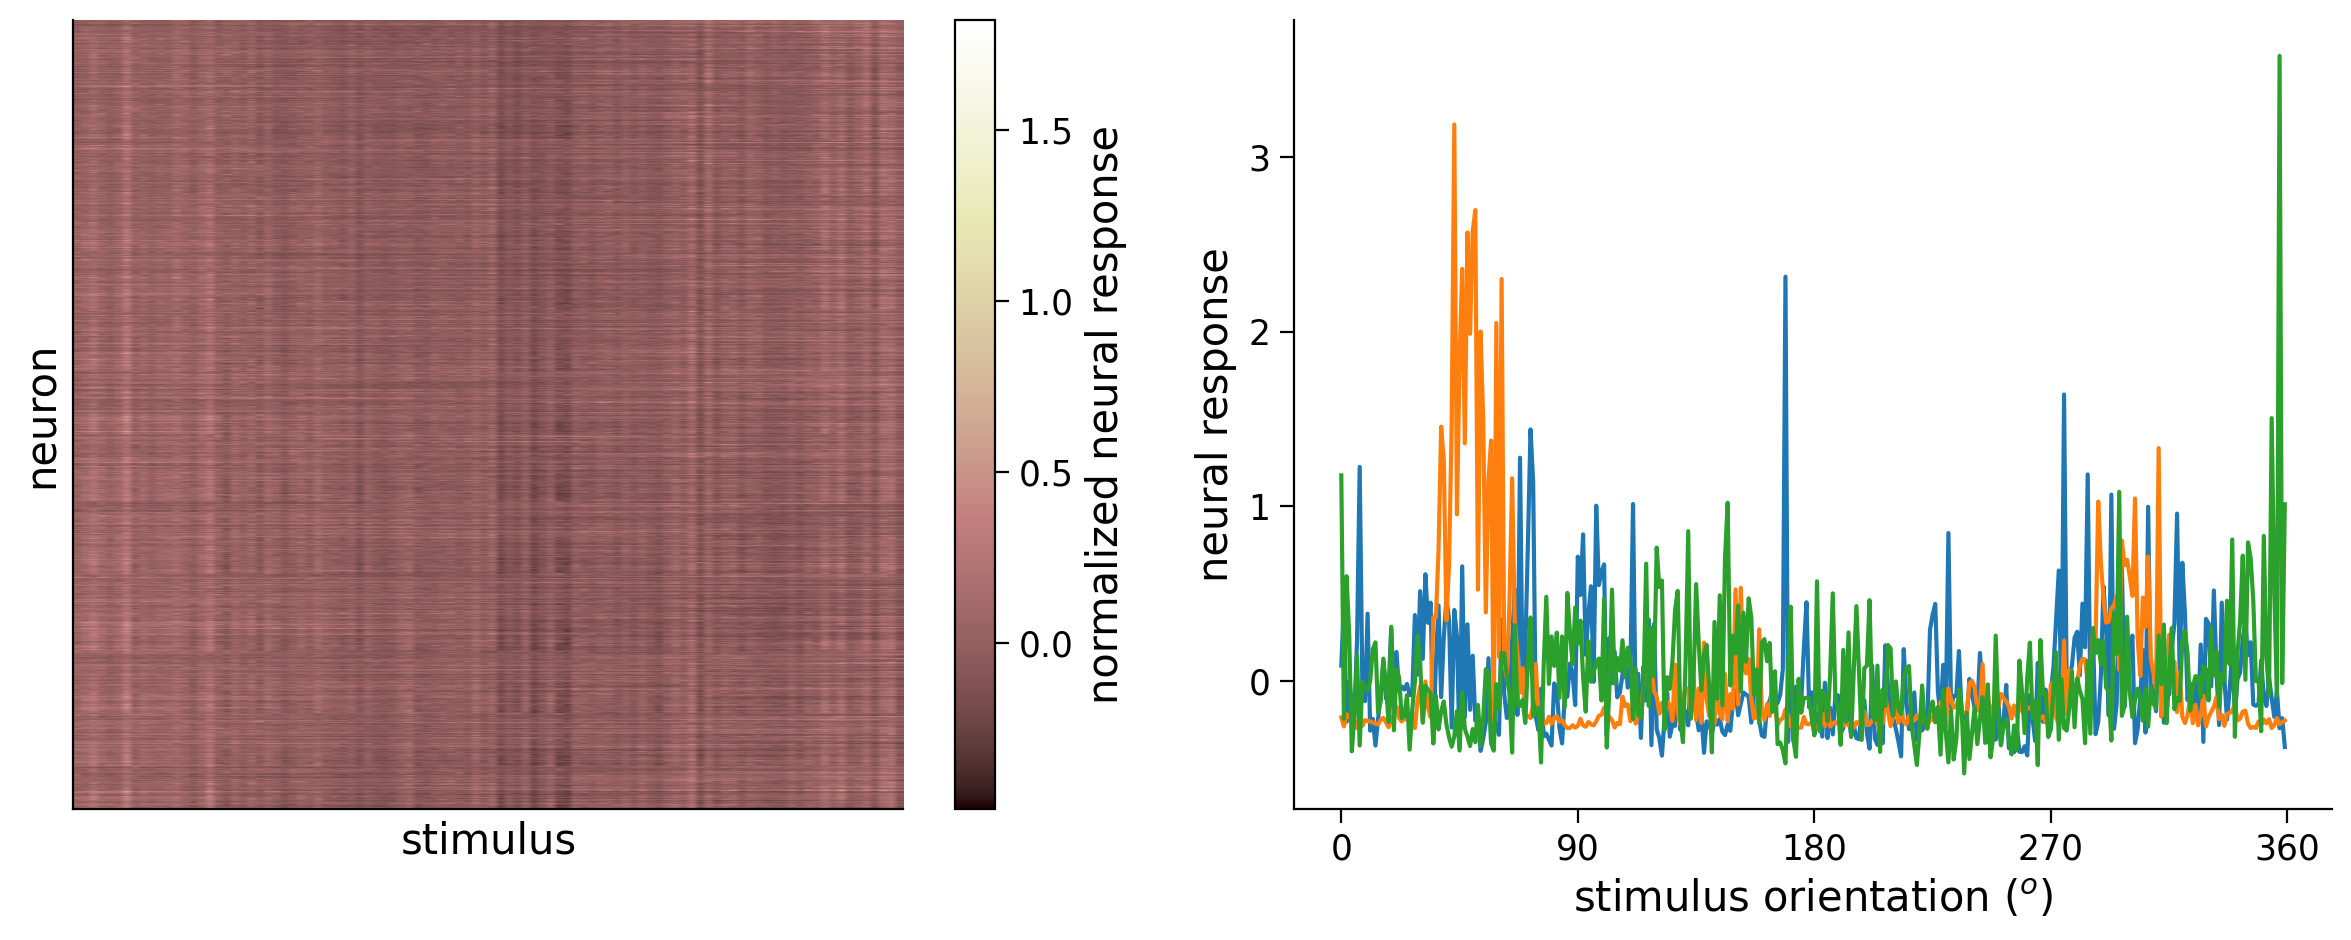 neuron
stimulus
1.5
1.0
0.5
0.0
normalized neural response
neural response
3
2
1
0
0 90 180 270 360
stimulus orientation (°)